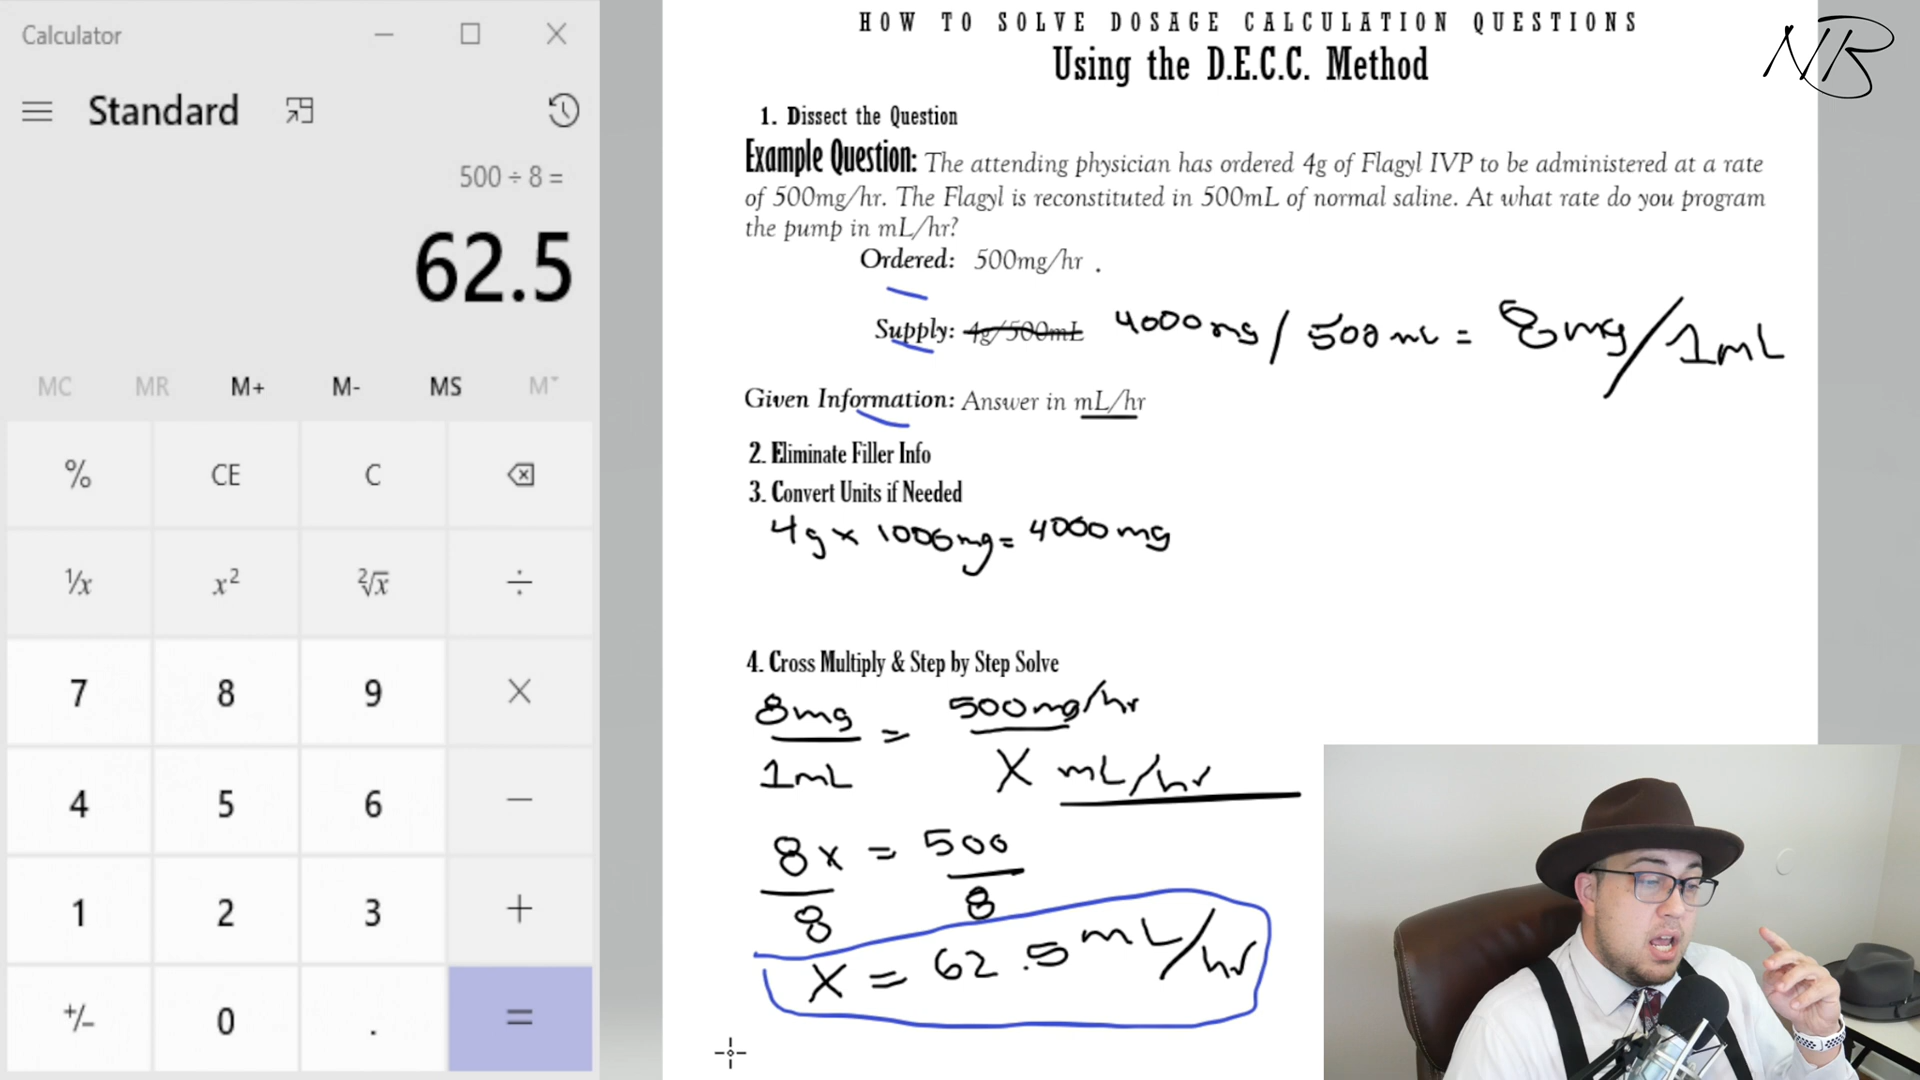 Calculator
Standard
500 ÷ 8 =
62.5
MC MR M+ M- MS M˅
% CE C
¹/x x² ²√x ÷
7 8 9 ×
4 5 6 −
1 2 3 +
+/− 0 . =
HOW TO SOLVE DOSAGE CALCULATION QUESTIONS
Using the D.E.C.C. Method
NR
1. Dissect the Question
Example Question: The attending physician has ordered 4g of Flagyl IVP to be administered at a rate
of 500mg/hr. The Flagyl is reconstituted in 500mL of normal saline. At what rate do you program
the pump in mL/hr?
Ordered: 500mg/hr .
Supply: 4g/500mL 4000mg / 500mL = 8mg/1mL
Given Information: Answer in mL/hr
2. Eliminate Filler Info
3. Convert Units if Needed
4g x 1000mg = 4000mg
4. Cross Multiply & Step by Step Solve
8mg = 500mg/hr
1mL X mL/hr
8x = 500
8 8
X = 62.5 mL/hr